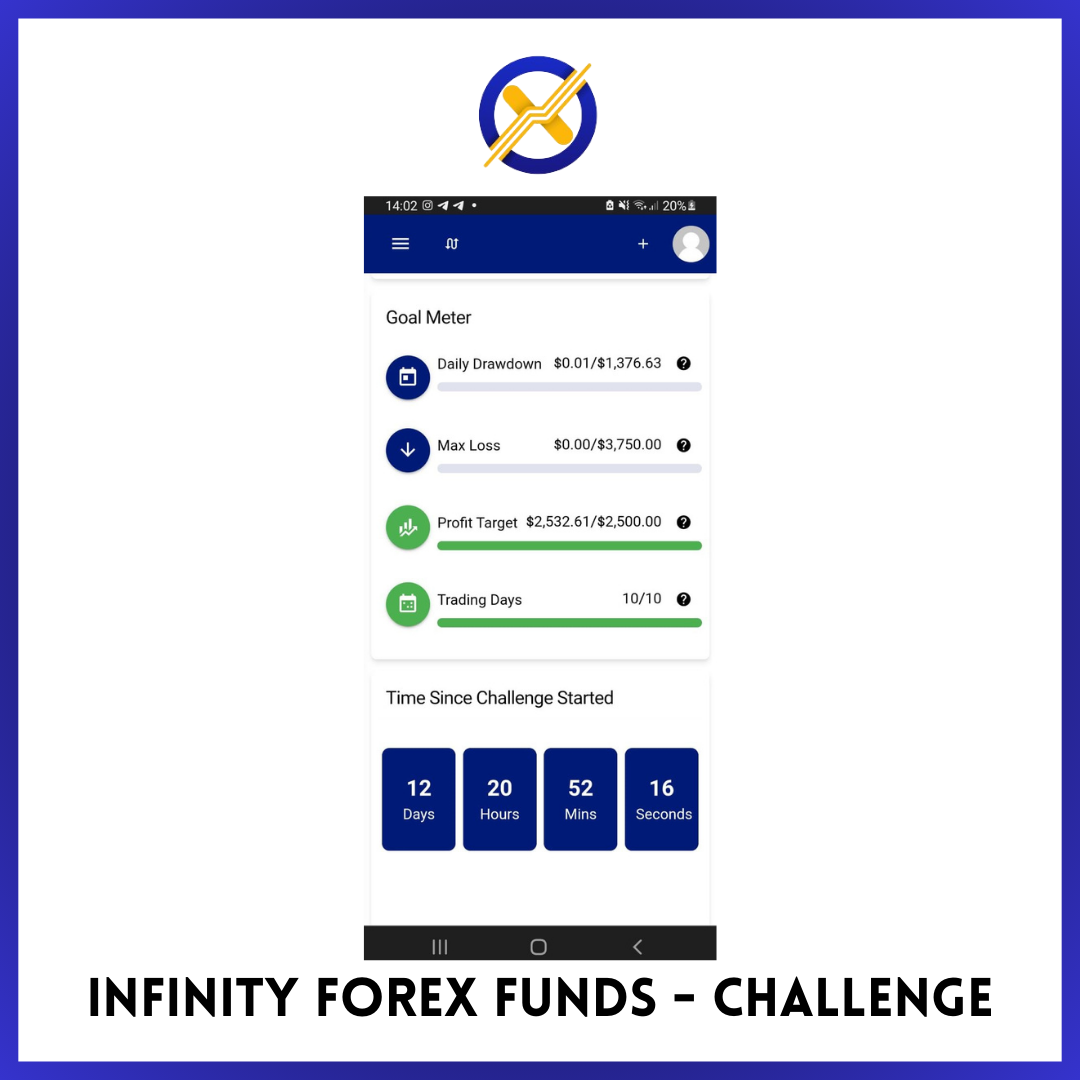 14:02 20%
Goal Meter
Daily Drawdown $0.01/$1,376.63
Max Loss $0.00/$3,750.00
Profit Target $2,532.61/$2,500.00
Trading Days 10/10
Time Since Challenge Started
12 20 52 16
Days Hours Mins Seconds
INFINITY FOREX FUNDS - CHALLENGE